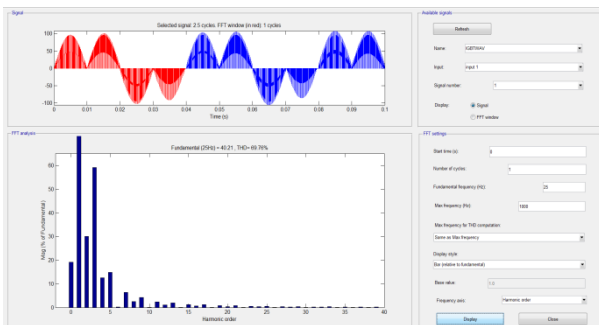 Signal
Selected signal: 2.5 cycles. FFT window (in red): 1 cycles
100
50
0
-50
-100
0 0.01 0.02 0.03 0.04 0.05 0.06 0.07 0.08 0.09 0.1
Time (s)
FFT analysis
Fundamental (25Hz) = 40.21 , THD= 69.76%
60
50
40
30
20
10
0
0 5 10 15 20 25 30 35 40
Harmonic order
Mag (% of Fundamental)
Available signals
Refresh
Name:
IGBTWAV
Input:
input 1
Signal number:
1
Display:
Signal
FFT window
FFT settings
Start time (s):
0
Number of cycles:
1
Fundamental frequency (Hz):
25
Max frequency (Hz):
1000
Max frequency for THD computation
Same as Max frequency
Display style
Bar (relative to fundamental)
Base value:
1.0
Frequency axis:
Harmonic order
Display
Close